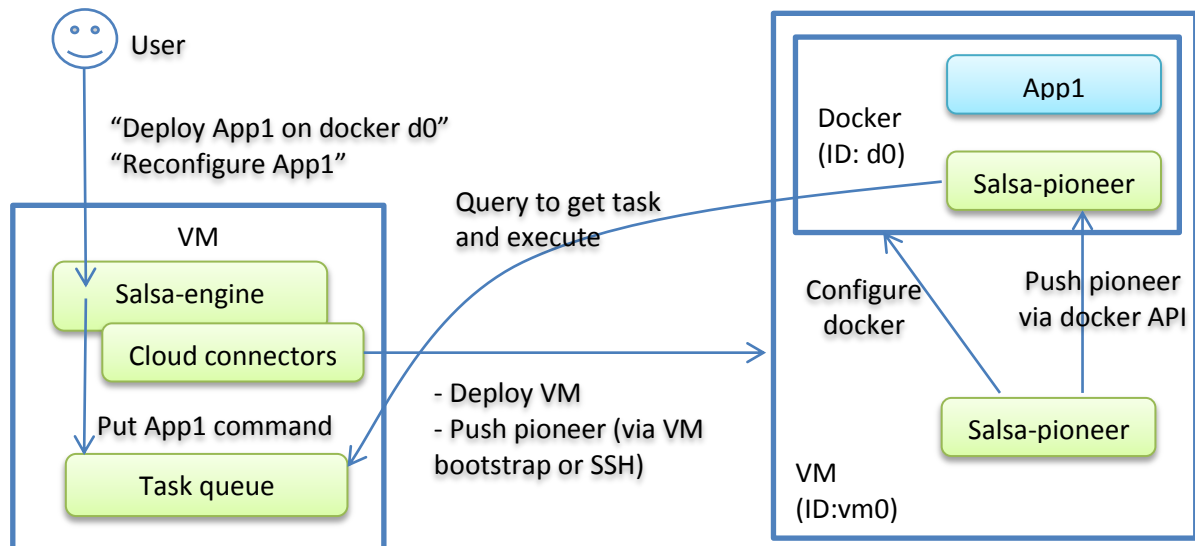 User
“Deploy App1 on docker d0”
“Reconfigure App1”
VM
Salsa-engine
Cloud connectors
Put App1 command
Task queue
Query to get task
and execute
- Deploy VM
- Push pioneer (via VM
bootstrap or SSH)
App1
Docker
(ID: d0)
Salsa-pioneer
Configure
docker
Push pioneer
via docker API
Salsa-pioneer
VM
(ID:vm0)